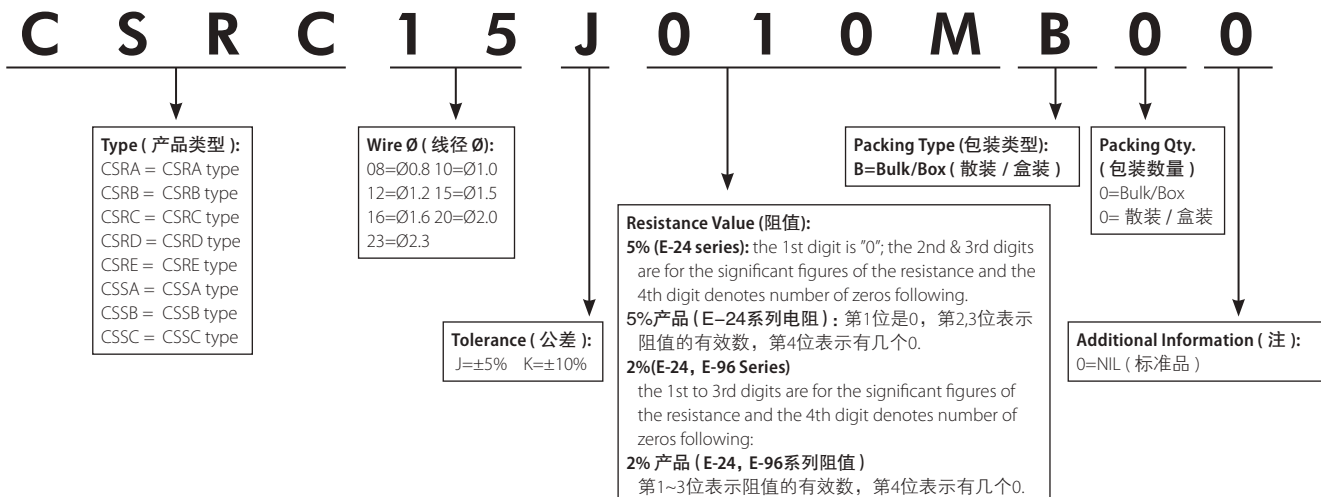 C S R C 1 5 J 0 1 0 M B 0 0
Type ( 产品类型 ):
CSRA = CSRA type
CSRB = CSRB type
CSRC = CSRC type
CSRD = CSRD type
CSRE = CSRE type
CSSA = CSSA type
CSSB = CSSB type
CSSC = CSSC type
Wire Ø ( 线径 Ø):
08=Ø0.8 10=Ø1.0
12=Ø1.2 15=Ø1.5
16=Ø1.6 20=Ø2.0
23=Ø2.3
Tolerance ( 公差 ):
J=±5% K=±10%
Resistance Value (阻值):
5% (E-24 series): the 1st digit is "0"; the 2nd & 3rd digits
are for the significant figures of the resistance and the
4th digit denotes number of zeros following.
5%产品 ( E–24系列电阻 ) : 第1位是0，第2,3位表示
阻值的有效数，第4位表示有几个0.
2%(E-24, E-96 Series)
the 1st to 3rd digits are for the significant figures of
the resistance and the 4th digit denotes number of
zeros following:
2% 产品 ( E-24, E-96系列阻值 )
第1~3位表示阻值的有效数，第4位表示有几个0.
Packing Type (包装类型):
B=Bulk/Box ( 散装 / 盒装 )
Packing Qty.
( 包装数量 )
0=Bulk/Box
0= 散装 / 盒装
Additional Information ( 注 ):
0=NIL ( 标准品 )